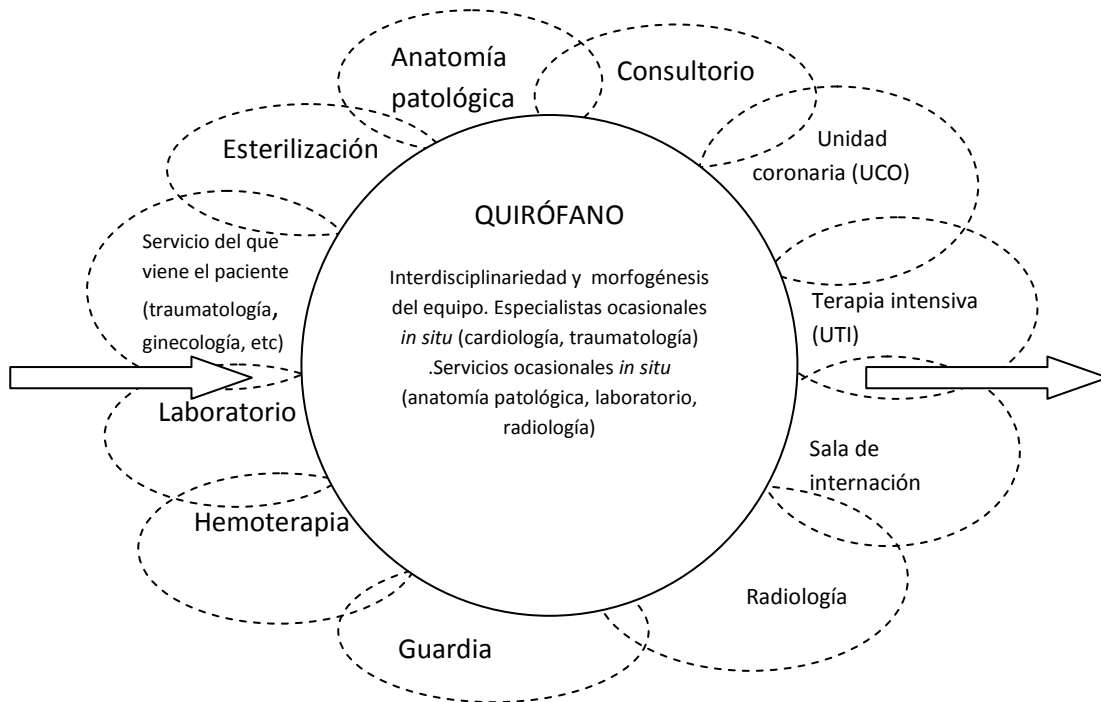 Anatomía
patológica
Consultorio
Esterilización
Unidad
coronaria (UCO)
QUIRÓFANO
Servicio del que
viene el paciente
(traumatología,
ginecología, etc)
Interdisciplinariedad y morfogénesis
del equipo. Especialistas ocasionales
in situ (cardiología, traumatología)
.Servicios ocasionales in situ
(anatomía patológica, laboratorio,
radiología)
Terapia intensiva
(UTI)
Laboratorio
Sala de
internación
Hemoterapia
Radiología
Guardia